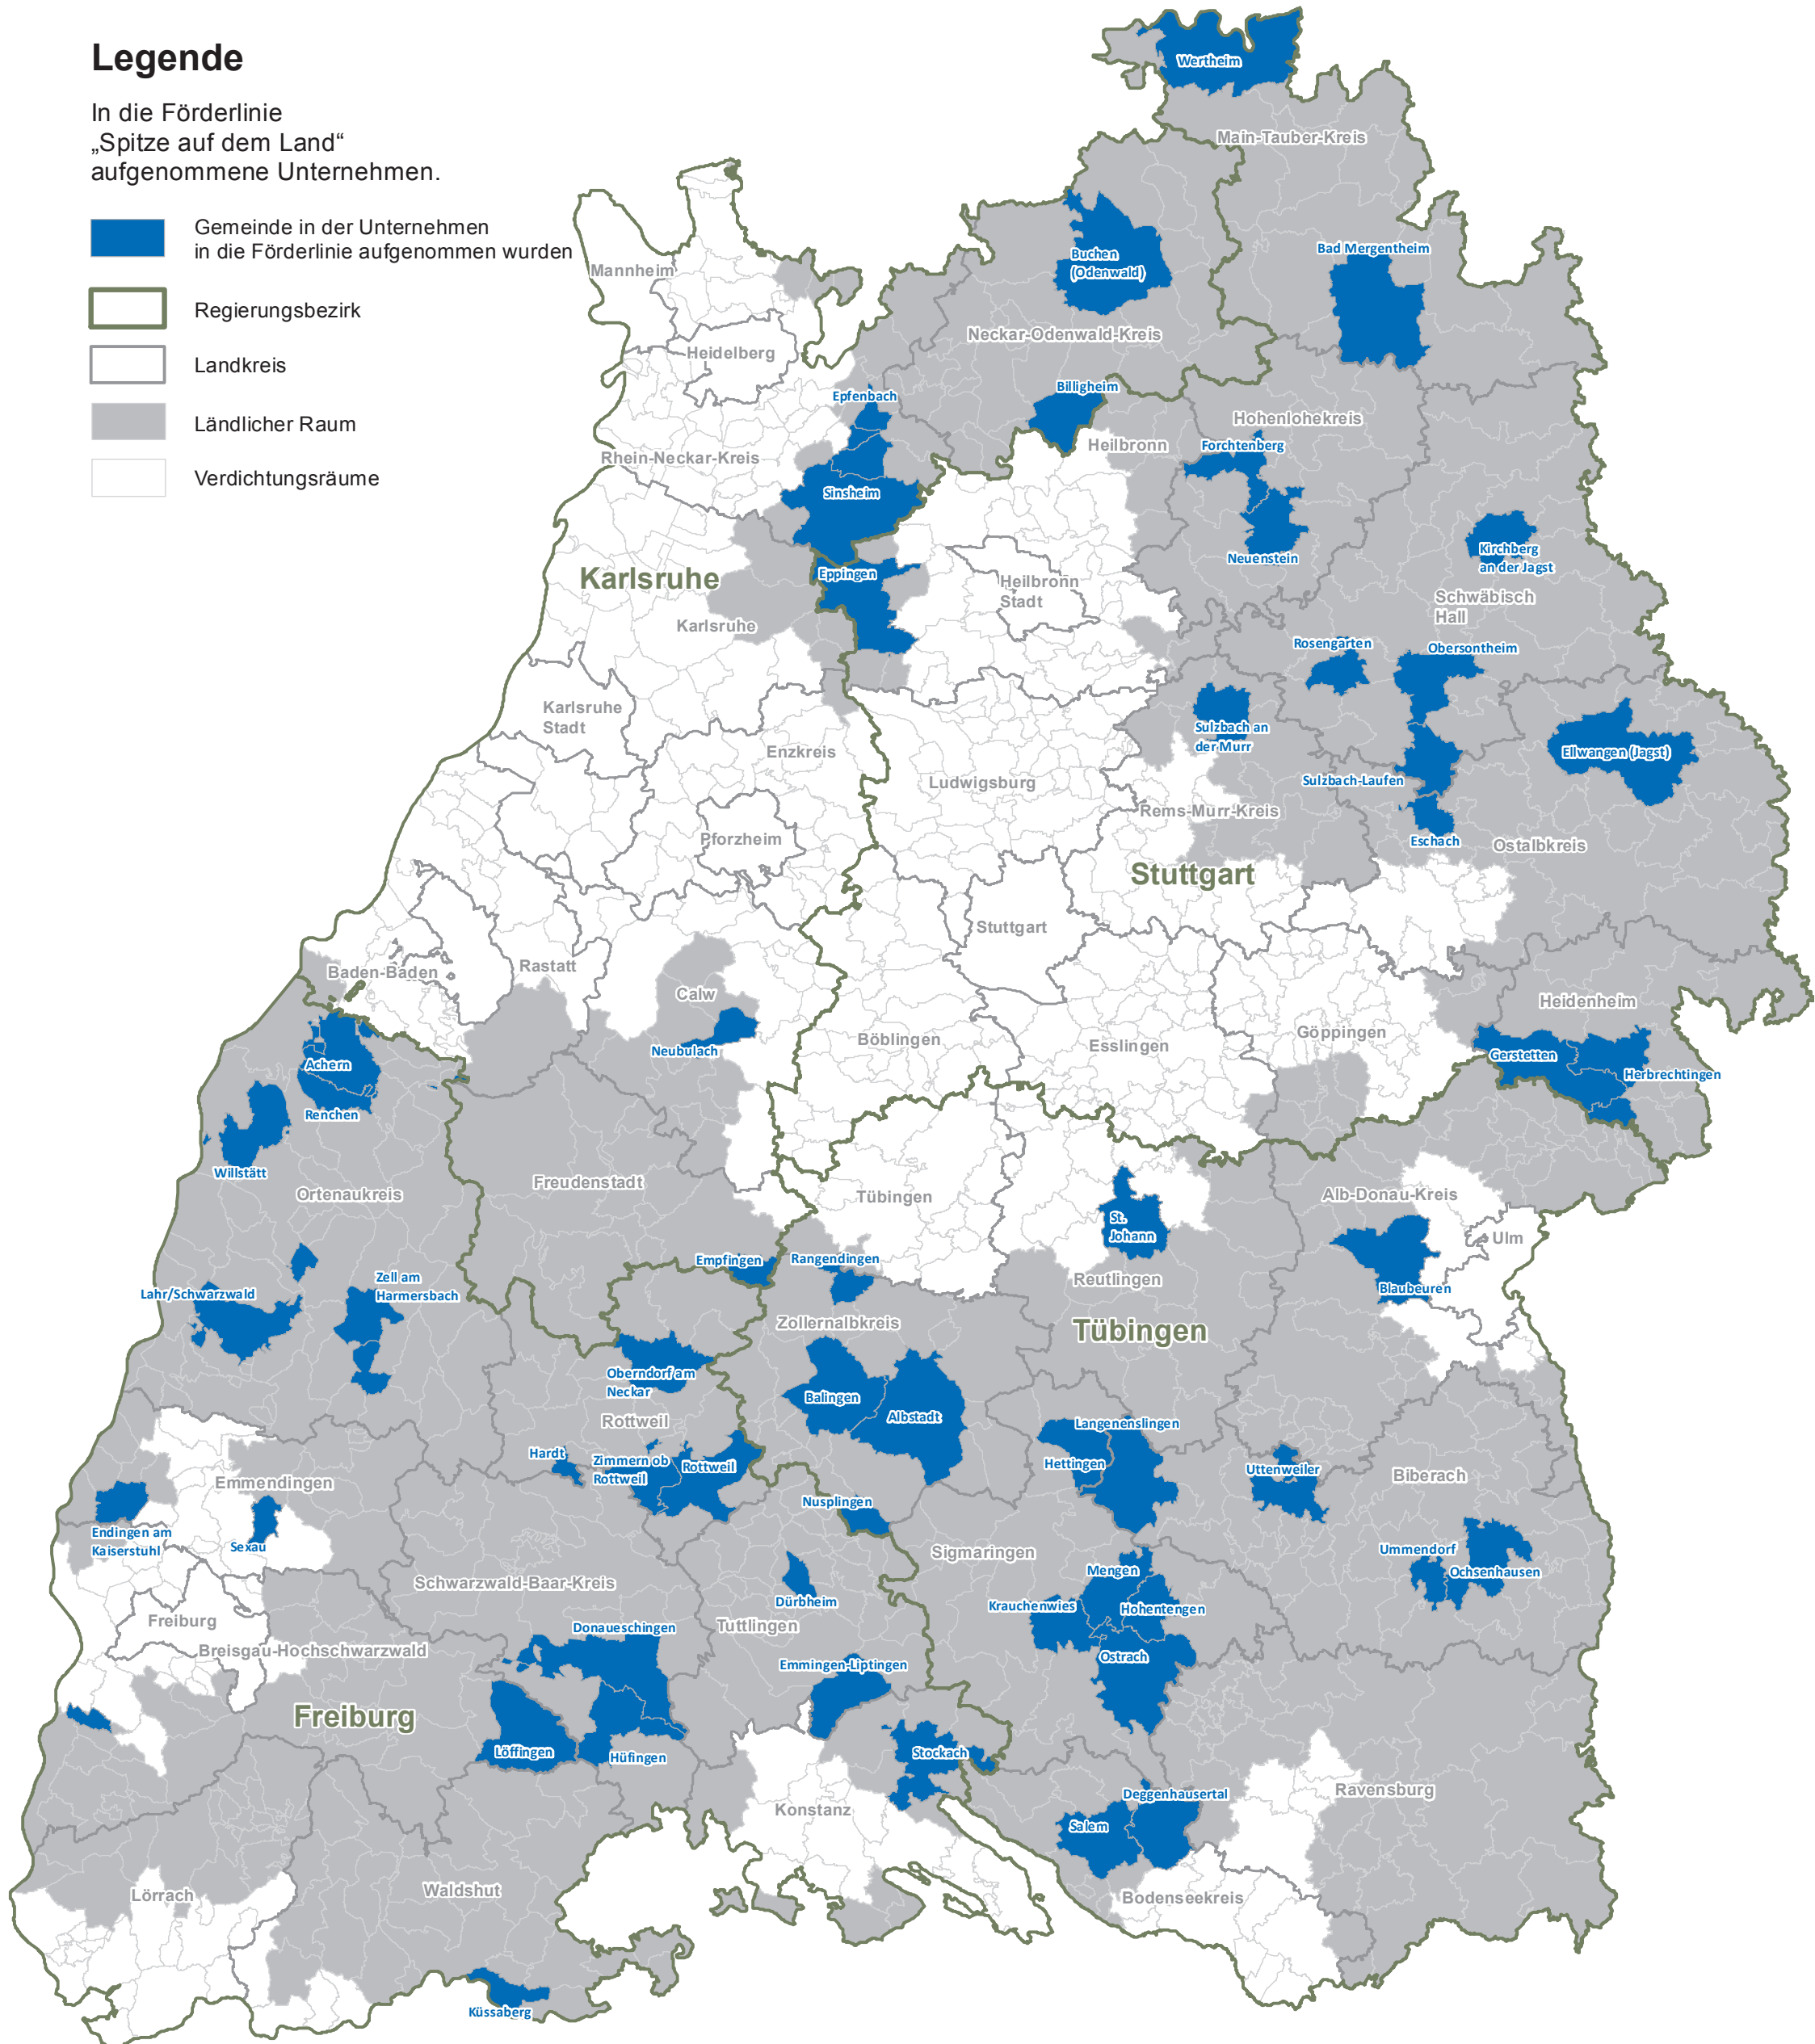 Legende
In die Förderlinie
„Spitze auf dem Land“
aufgenommene Unternehmen.
Gemeinde in der Unternehmen
in die Förderlinie aufgenommen wurden
Regierungsbezirk
Landkreis
Ländlicher Raum
Verdichtungsräume
Wertheim
Main-Tauber-Kreis
Bad Mergentheim
Buchen
(Odenwald)
Mannheim
Neckar-Odenwald-Kreis
Heidelberg
Billigheim
Epfenbach
Hohenlohekreis
Heilbronn
Forchtenberg
Rhein-Neckar-Kreis
Sinsheim
Kirchberg
an der Jagst
Neuenstein
Karlsruhe
Eppingen
Heilbronn
Stadt
Schwäbisch
Hall
Karlsruhe
Rosengarten
Obersontheim
Karlsruhe
Stadt
Sulzbach an
der Murr
Enzkreis
Ellwangen (Jagst)
Ludwigsburg
Sulzbach-Laufen
Rems-Murr-Kreis
Pforzheim
Eschach
Ostalbkreis
Stuttgart
Stuttgart
Baden-Baden
Rastatt
Calw
Heidenheim
Göppingen
Böblingen
Esslingen
Neubulach
Gerstetten
Achern
Herbrechtingen
Renchen
Willstätt
Freudenstadt
Ortenaukreis
Tübingen
Alb-Donau-Kreis
St.
Johann
Ulm
Empfingen
Rangendingen
Reutlingen
Zell am
Harmersbach
Lahr/Schwarzwald
Blaubeuren
Zollernalbkreis
Tübingen
Oberndorf am
Neckar
Balingen
Albstadt
Rottweil
Langenenslingen
Hardt
Zimmern ob
Rottweil
Rottweil
Hettingen
Uttenweiler
Biberach
Emmendingen
Nusplingen
Endingen am
Kaiserstuhl
Sexau
Sigmaringen
Ummendorf
Ochsenhausen
Mengen
Schwarzwald-Baar-Kreis
Dürbheim
Krauchenwies
Hohentengen
Freiburg
Donaueschingen
Tuttlingen
Breisgau-Hochschwarzwald
Ostrach
Emmingen-Liptingen
Freiburg
Löffingen
Hüfingen
Stockach
Deggenhausertal
Ravensburg
Konstanz
Salem
Lörrach
Waldshut
Bodenseekreis
Küssaberg